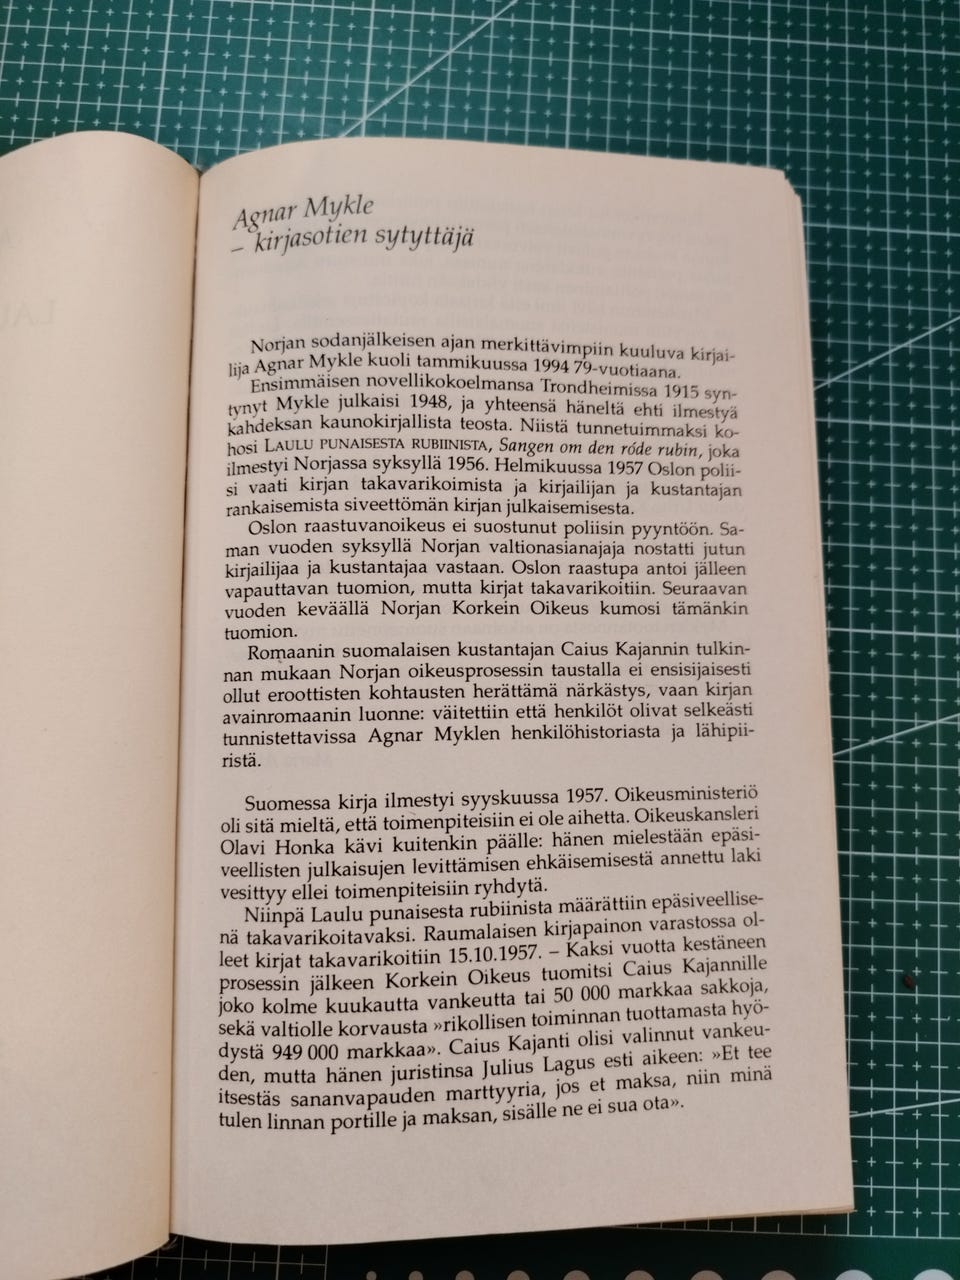 Agnar Mykle
– kirjasotien sytyttäjä
Norjan sodanjälkeisen ajan merkittävimpiin kuuluva kirjai-
lija Agnar Mykle kuoli tammikuussa 1994 79-vuotiaana.
Ensimmäisen novellikokoelmansa Trondheimissa 1915 syn-
tynyt Mykle julkaisi 1948, ja yhteensä häneltä ehti ilmestyä
kahdeksan kaunokirjallista teosta. Niistä tunnetuimmaksi ko-
hosi LAULU PUNAISESTA RUBIINISTA, Sangen om den róde rubin, joka
ilmestyi Norjassa syksyllä 1956. Helmikuussa 1957 Oslon polii-
si vaati kirjan takavarikoimista ja kirjailijan ja kustantajan
rankaisemista siveettömän kirjan julkaisemisesta.
Oslon raastuvanoikeus ei suostunut poliisin pyyntöön. Sa-
man vuoden syksyllä Norjan valtionasianajaja nostatti jutun
kirjailijaa ja kustantajaa vastaan. Oslon raastupa antoi jälleen
vapauttavan tuomion, mutta kirjat takavarikoitiin. Seuraavan
vuoden keväällä Norjan Korkein Oikeus kumosi tämänkin
tuomion.
Romaanin suomalaisen kustantajan Caius Kajannin tulkin-
nan mukaan Norjan oikeusprosessin taustalla ei ensisijaisesti
ollut eroottisten kohtausten herättämä närkästys, vaan kirjan
avainromaanin luonne: väitettiin että henkilöt olivat selkeästi
tunnistettavissa Agnar Myklen henkilöhistoriasta ja lähipii-
ristä.
Suomessa kirja ilmestyi syyskuussa 1957. Oikeusministeriö
oli sitä mieltä, että toimenpiteisiin ei ole aihetta. Oikeuskansleri
Olavi Honka kävi kuitenkin päälle: hänen mielestään epäsi-
veellisten julkaisujen levittämisen ehkäisemisestä annettu laki
vesittyy ellei toimenpiteisiin ryhdytä.
Niinpä Laulu punaisesta rubiinista määrättiin epäsiveellise-
nä takavarikoitavaksi. Raumalaisen kirjapainon varastossa ol-
leet kirjat takavarikoitiin 15.10.1957. – Kaksi vuotta kestäneen
prosessin jälkeen Korkein Oikeus tuomitsi Caius Kajannille
joko kolme kuukautta vankeutta tai 50 000 markkaa sakkoja,
sekä valtiolle korvausta »rikollisen toiminnan tuottamasta hyö-
dystä 949 000 markkaa». Caius Kajanti olisi valinnut vankeu-
den, mutta hänen juristinsa Julius Lagus esti aikeen: »Et tee
itsestäs sananvapauden marttyyria, jos et maksa, niin minä
tulen linnan portille ja maksan, sisälle ne ei sua ota».